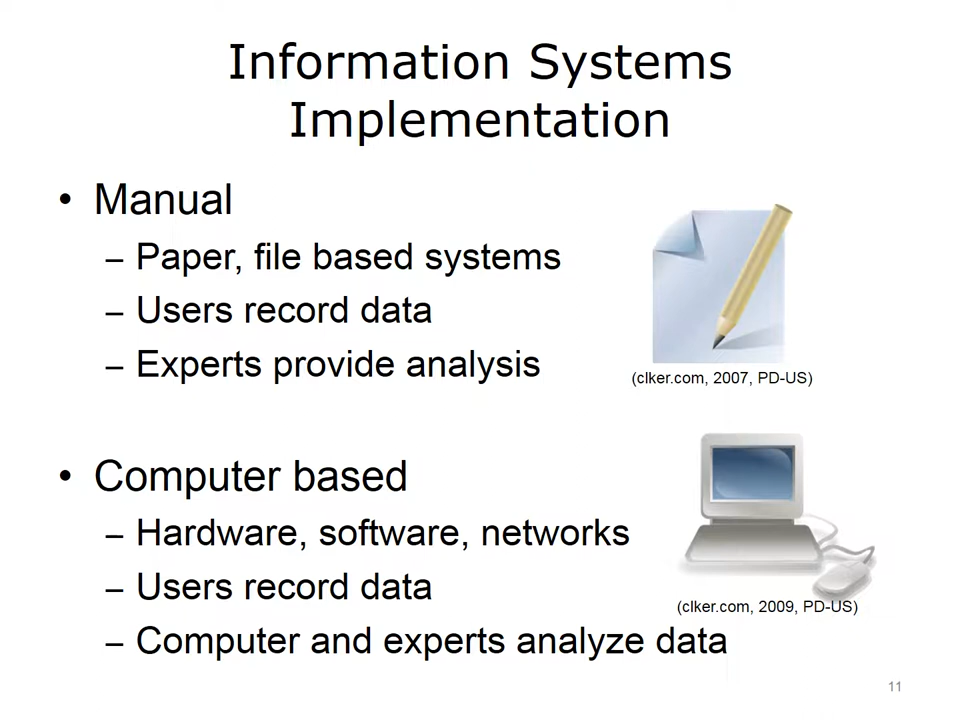 Information Systems
Implementation
• Manual
– Paper, file based systems
– Users record data
– Experts provide analysis
(clker.com, 2007, PD-US)
• Computer based
– Hardware, software, networks
– Users record data
(clker.com, 2009, PD-US)
– Computer and experts analyze data
11